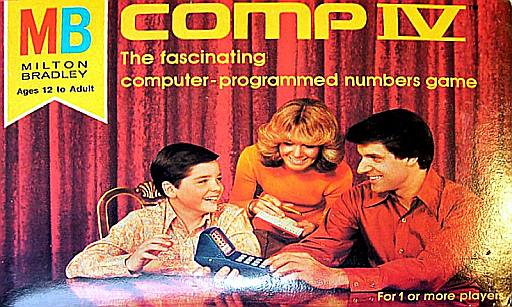 MB
MILTON
BRADLEY
Ages 12 to Adult
COMP IV
The fascinating
computer-programmed numbers game
For 1 or more players